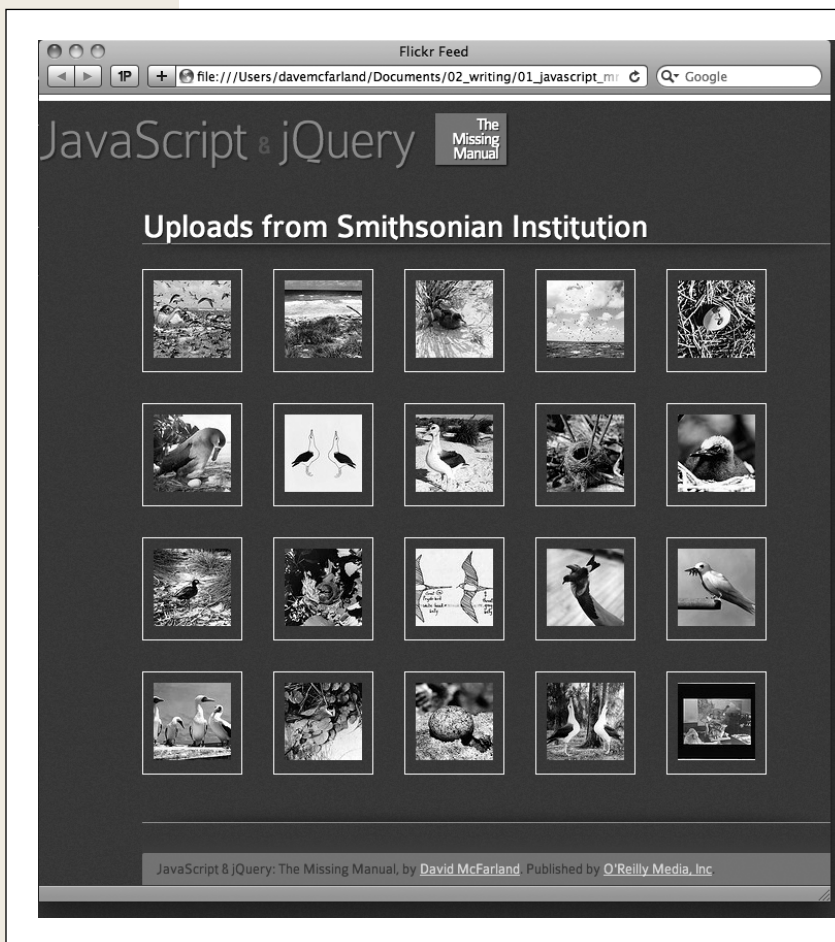 Flickr Feed
1P
+
file:///Users/davemcfarland/Documents/02_writing/01_javascript_m
Google
JavaScript & jQuery
The
Missing
Manual
Uploads from Smithsonian Institution
JavaScript & jQuery: The Missing Manual, by David McFarland. Published by O'Reilly Media, Inc.